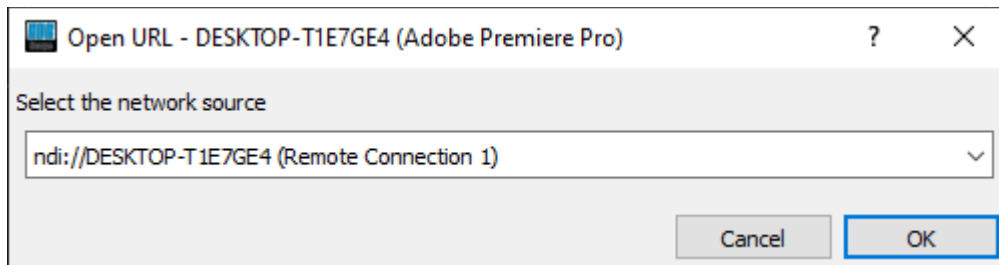 Open URL - DESKTOP-T1E7GE4 (Adobe Premiere Pro) ?
Select the network source
ndi://DESKTOP-T1E7GE4 (Remote Connection 1)
Cancel OK